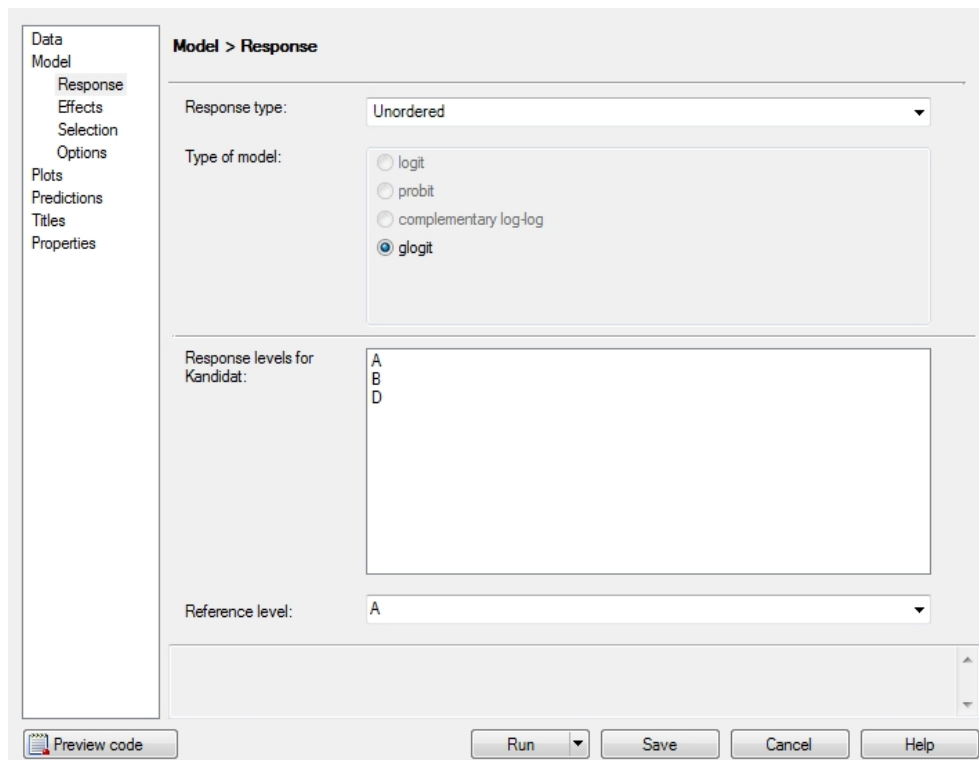 Data
Model
Response
Effects
Selection
Options
Plots
Predictions
Titles
Properties
Model > Response
Response type:
Unordered
Type of model:
logit
probit
complementary log-log
glogit
Response levels for
Kandidat:
A
B
D
Reference level:
A
Preview code
Run
Save
Cancel
Help